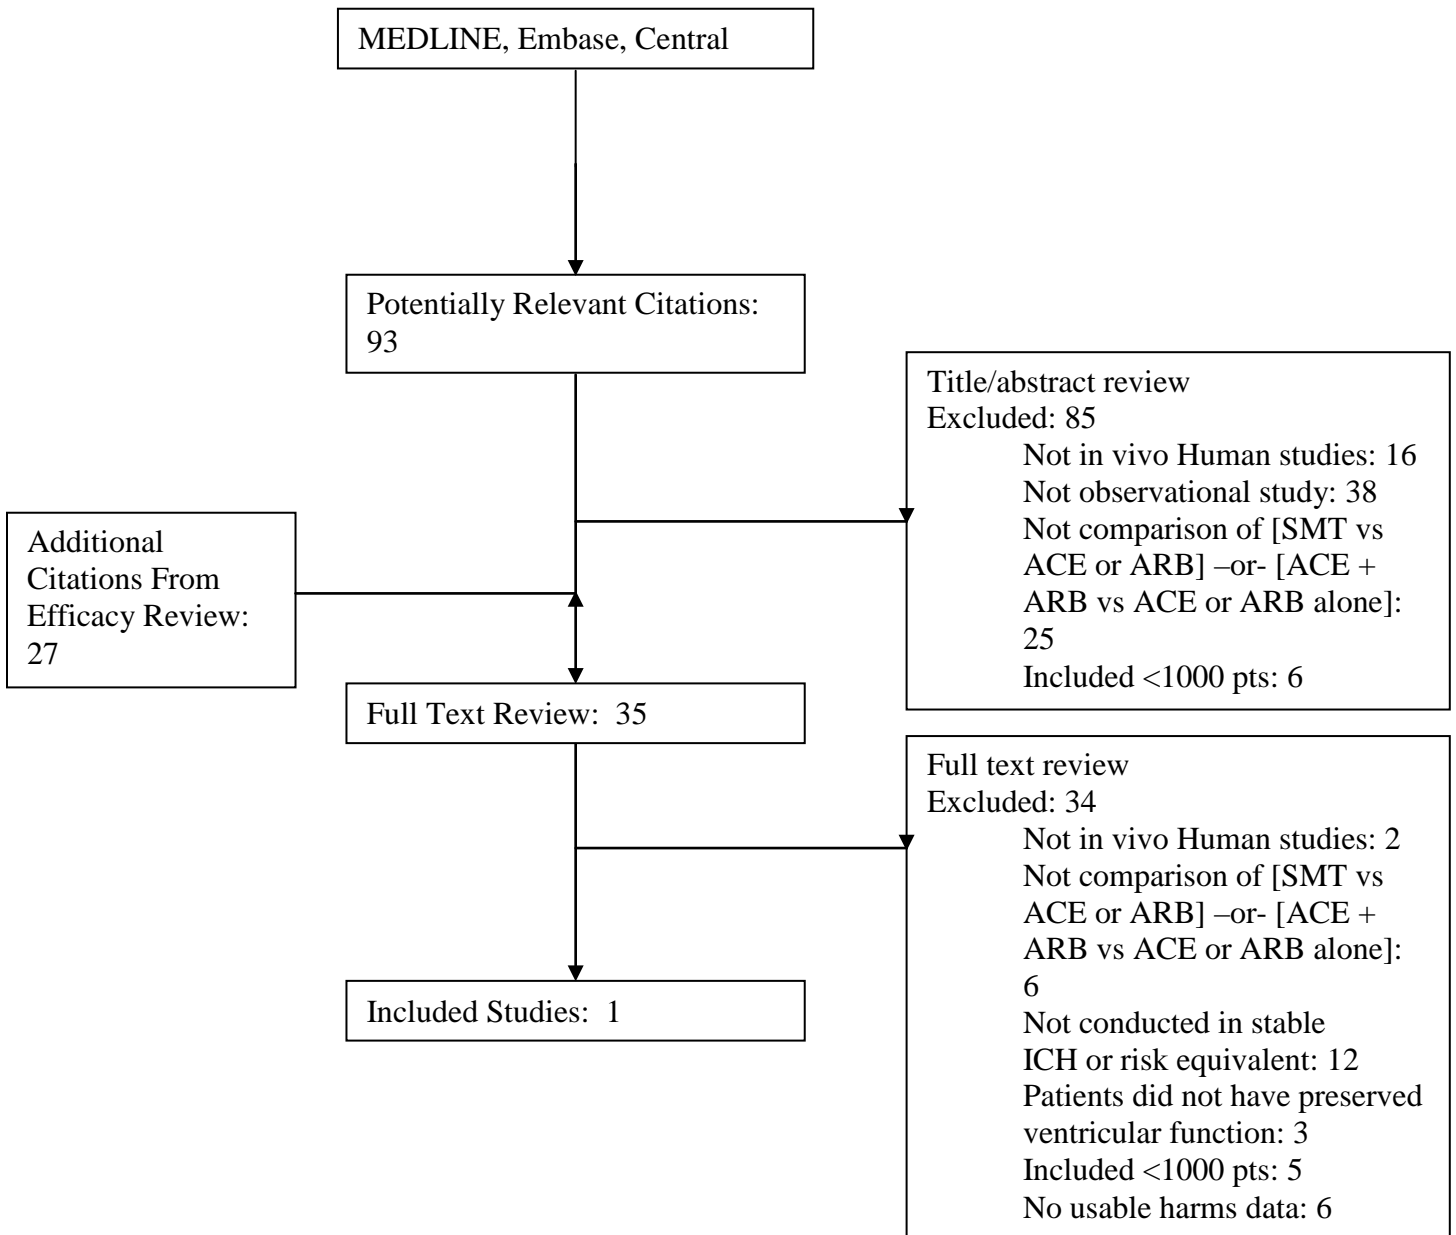 MEDLINE, Embase, Central
Potentially Relevant Citations:
93
Title/abstract review
Excluded: 85
Not in vivo Human studies: 16
Not observational study: 38
Not comparison of [SMT vs
ACE or ARB] –or- [ACE +
ARB vs ACE or ARB alone]:
25
Included <1000 pts: 6
Additional
Citations From
Efficacy Review:
27
Full Text Review: 35
Full text review
Excluded: 34
Not in vivo Human studies: 2
Not comparison of [SMT vs
ACE or ARB] –or- [ACE +
ARB vs ACE or ARB alone]:
6
Not conducted in stable
ICH or risk equivalent: 12
Patients did not have preserved
ventricular function: 3
Included <1000 pts: 5
No usable harms data: 6
Included Studies: 1